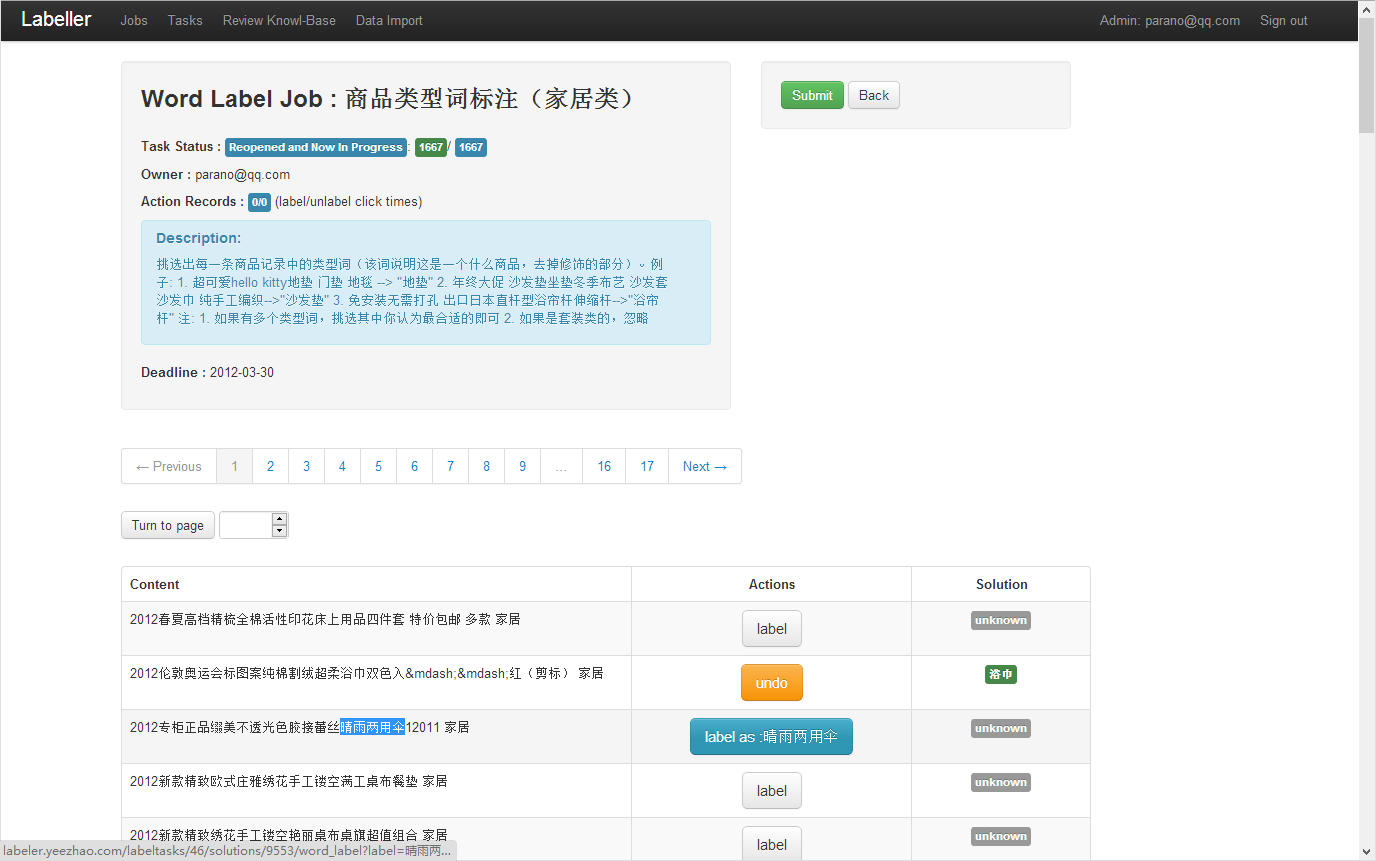 Labeller Jobs Tasks Review Knowl-Base Data Import Admin: parano@qq.com Sign out
Word Label Job : 商品类型词标注（家居类）
Submit Back
Task Status : Reopened and Now In Progress: 1667/ 1667
Owner : parano@qq.com
Action Records : 0/0 (label/unlabel click times)
Description:
挑选出每一条商品记录中的类型词（该词说明这是一个什么商品，去掉修饰的部分）。例
子: 1. 超可爱hello kitty地垫 门垫 地毯 --> "地垫" 2. 年终大促 沙发垫坐垫冬季布艺 沙发套
沙发巾 纯手工编织-->"沙发垫" 3. 免安装无需打孔 出口日本直杆型浴帘杆伸缩杆-->"浴帘
杆" 注: 1. 如果有多个类型词，挑选其中你认为最合适的即可 2. 如果是套装类的，忽略
Deadline : 2012-03-30
← Previous 1 2 3 4 5 6 7 8 9 … 16 17 Next →
Turn to page
Content Actions Solution
2012春夏高档精梳全棉活性印花床上用品四件套 特价包邮 多款 家居 label unknown
2012伦敦奥运会标图案纯棉割绒超柔浴巾双色入&mdash;&mdash;红（剪标） 家居 undo 浴巾
2012专柜正品缀美不透光色胶接蕾丝晴雨两用伞12011 家居 label as :晴雨两用伞 unknown
2012新款精致欧式庄雅绣花手工镂空满工桌布餐垫 家居 label unknown
2012新款精致绣花手工镂空艳丽桌布桌旗超值组合 家居 label unknown
labeler.yeezhao.com/labeltasks/46/solutions/9553/word_label?label=晴雨两...